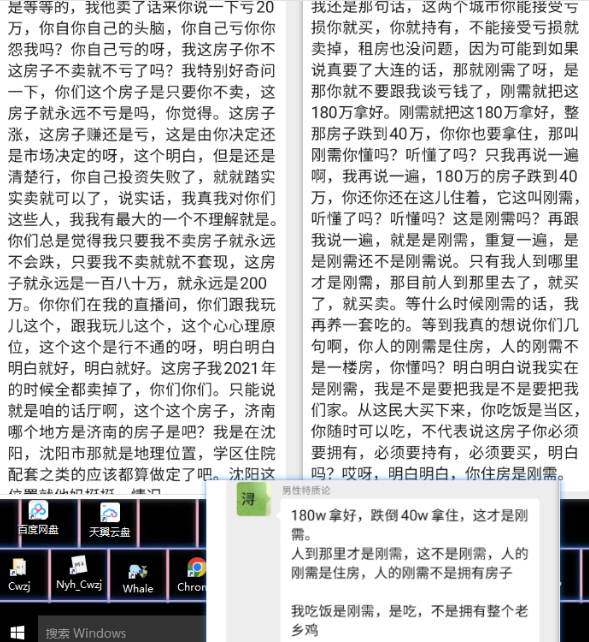 是等等的，我他卖了话来你说一下亏20
万，你自你自己的头脑，你自己亏你你
怨我吗？你自己亏的呀，我这房子你不
这房子不卖就不亏了吗？我特别好奇问
一下，你们这个房子是只要你不卖，这
房子就永远不亏是吗，你觉得。这房子
涨，这房子赚还是亏，这是由你决定还
是市场决定的呀，这个明白，但是还是
清楚行，你自己投资失败了，就就踏实
实卖就可以了，说实话，我真我对你们
这些人，我我有最大的一个不理解就是。
你们总是觉得我只要我不卖房子就永远
不会跌，只要我不卖就就不套现，这房
子就永远是一百八十万，就永远是200
万。你你们在我的直播间，你们跟我玩
儿这个，跟我玩儿这个，这个心心理原
位，这个这个是行不通的呀，明白明白
明白就好，明白就好。这房子我2021年
的时候全都卖掉了，你们你们。只能说
就是咱的话厅啊，这个这个房子，济南
哪个地方是济南的房子是吧？我是在沈
阳，沈阳市那就是地理位置，学区住院
配套之类的应该都算做定了吧。沈阳这
我还是那句话，这两个城市你能接受亏
损你就买，你就持有，不能接受亏损就
卖掉，租房也没问题，因为可能到如果
说真要了大连的话，那就刚需了呀，是
那你就不要跟我谈亏钱了，刚需就把这
180万拿好。刚需就把这180万拿好，整
那房子跌到40万，你你也要拿住，那叫
刚需你懂吗？听懂了吗？只我再说一遍
啊，我再说一遍，180万的房子跌到40
万，你还你还在这儿住着，它这叫刚需，
听懂了吗？听懂吗？这是刚需吗？再跟
我说一遍，就是是刚需，重复一遍，是
是刚需还不是刚需说。只有我人到哪里
才是刚需，那目前人到那里去了，就买
了，就买卖。等什么时候刚需的话，我
再养一套吃的。等到我真的想说你们几
句啊，你人的刚需是住房，人的刚需不
是一楼房，你懂吗？明白明白说我实在
是刚需，我是不是要把我是不是要把我
们家。从这民大买下来，你吃饭是当区，
你随时可以吃，不代表说这房子你必须
要拥有，必须要持有，必须要买，明白
吗？哎呀，明白明白，你住房是刚需。
浔
男性特质论
180w 拿好，跌倒 40w 拿住，这才是刚
需。
人到那里才是刚需，这不是刚需，人的
刚需是住房，人的刚需不是拥有房子
我吃饭是刚需，是吃，不是拥有整个老
乡鸡
百度网盘
天翼云盘
Cwzj
Nyh_Cwzj
Whale
Chron
搜索 Windows